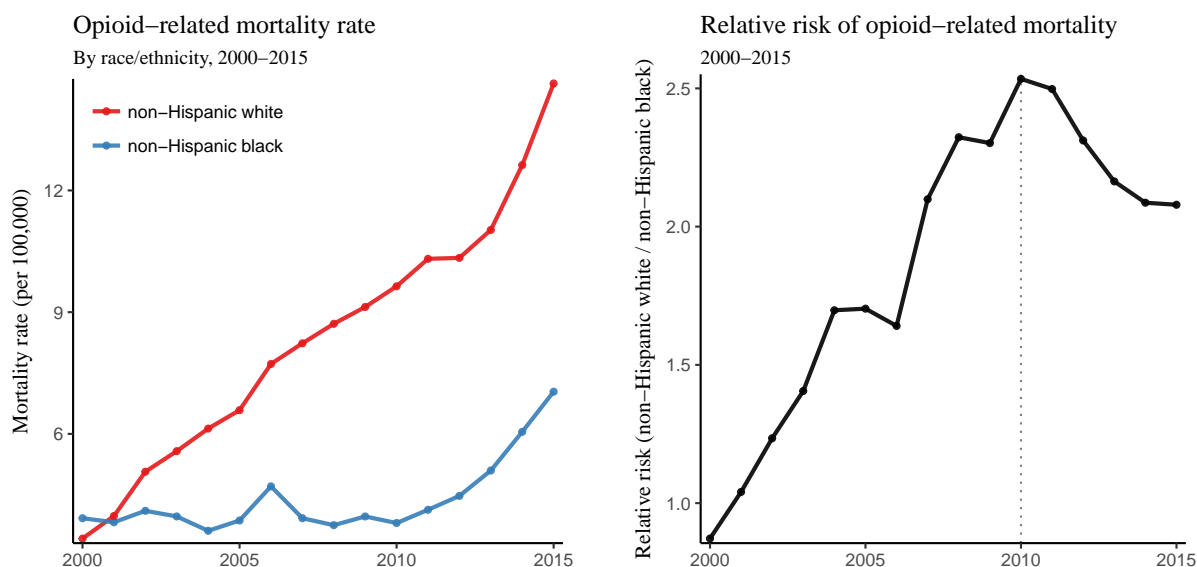 Opioid−related mortality rate
By race/ethnicity, 2000−2015
non−Hispanic white
non−Hispanic black
Mortality rate (per 100,000)
12
9
6
2000
2005
2010
2015
Relative risk of opioid−related mortality
2000−2015
Relative risk (non−Hispanic white / non−Hispanic black)
2.5
2.0
1.5
1.0
2000
2005
2010
2015